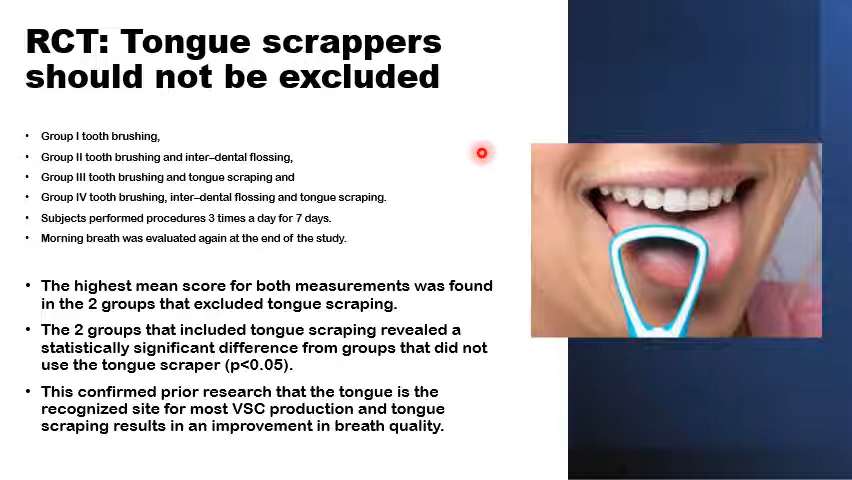 RCT: Tongue scrappers
should not be excluded
• Group I tooth brushing,
• Group II tooth brushing and inter–dental flossing,
• Group III tooth brushing and tongue scraping and
• Group IV tooth brushing, inter–dental flossing and tongue scraping.
• Subjects performed procedures 3 times a day for 7 days.
• Morning breath was evaluated again at the end of the study.
• The highest mean score for both measurements was found
in the 2 groups that excluded tongue scraping.
• The 2 groups that included tongue scraping revealed a
statistically significant difference from groups that did not
use the tongue scraper (p<0.05).
• This confirmed prior research that the tongue is the
recognized site for most VSC production and tongue
scraping results in an improvement in breath quality.